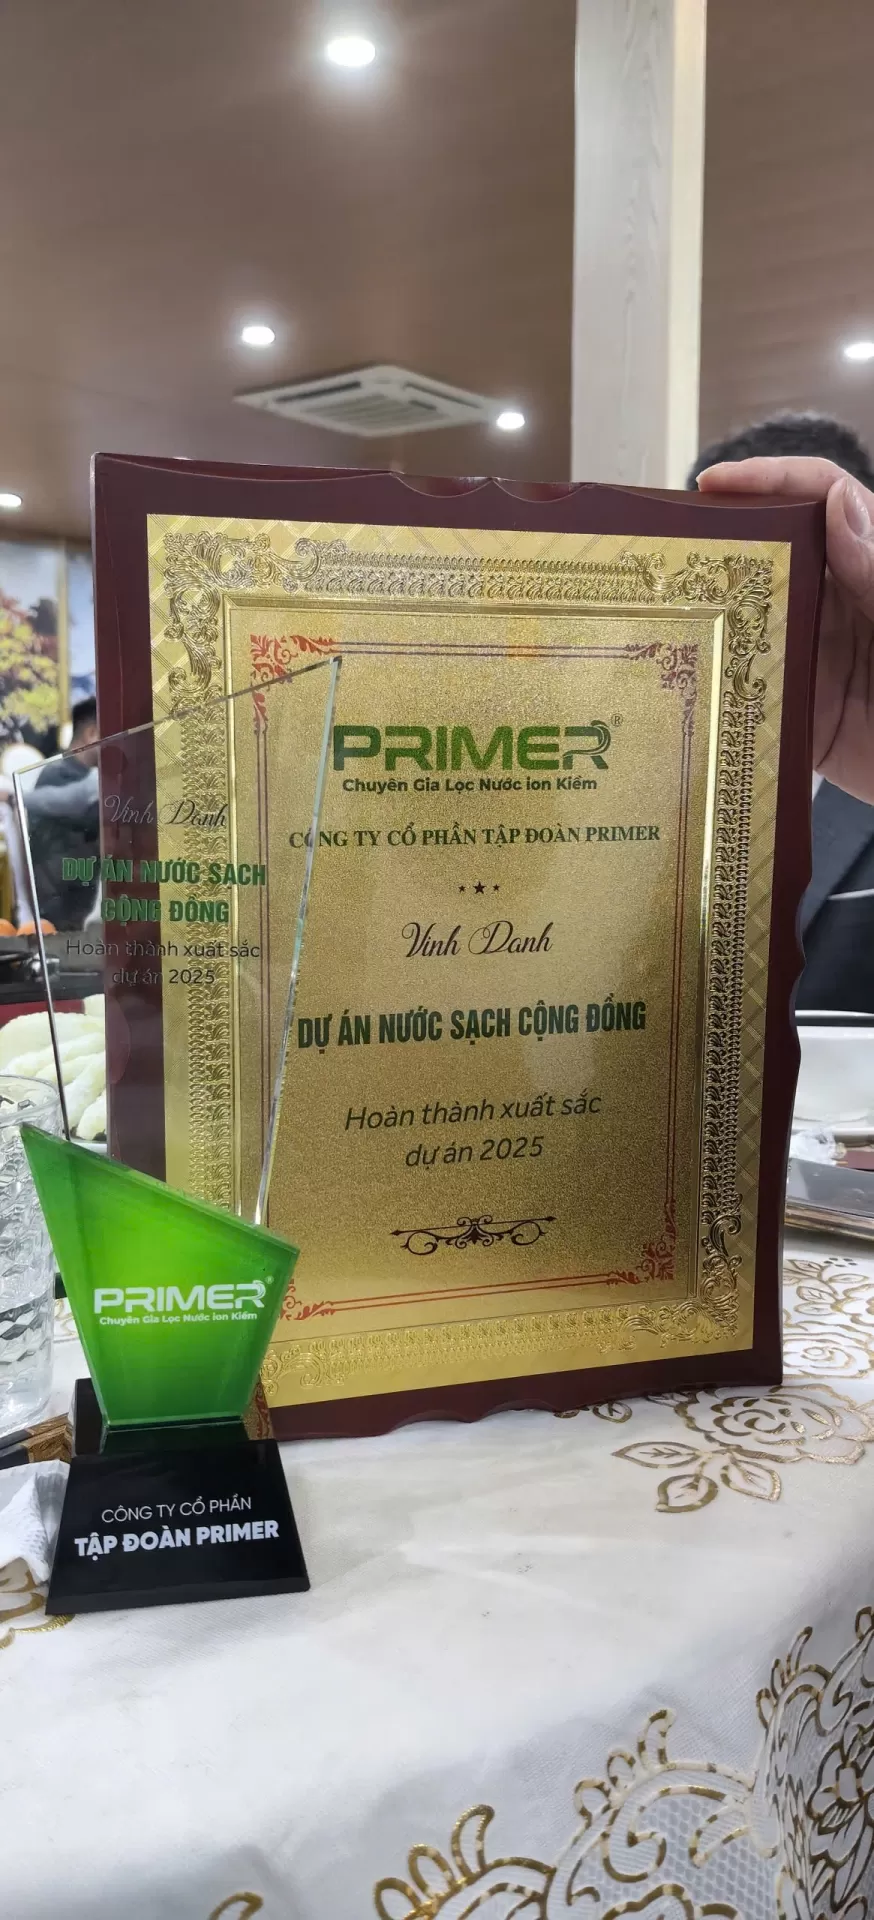 PRIMER®
Chuyên Gia Lọc Nước ion Kiềm
CÔNG TY CỔ PHẦN TẬP ĐOÀN PRIMER
Vinh Danh
DỰ ÁN NƯỚC SẠCH CỘNG ĐỒNG
Hoàn thành xuất sắc
dự án 2025
Vinh Danh
DỰ ÁN NƯỚC SẠCH
CỘNG ĐỒNG
Hoàn thành xuất sắc
dự án 2025
PRIMER®
Chuyên Gia Lọc Nước ion Kiềm
CÔNG TY CỔ PHẦN
TẬP ĐOÀN PRIMER